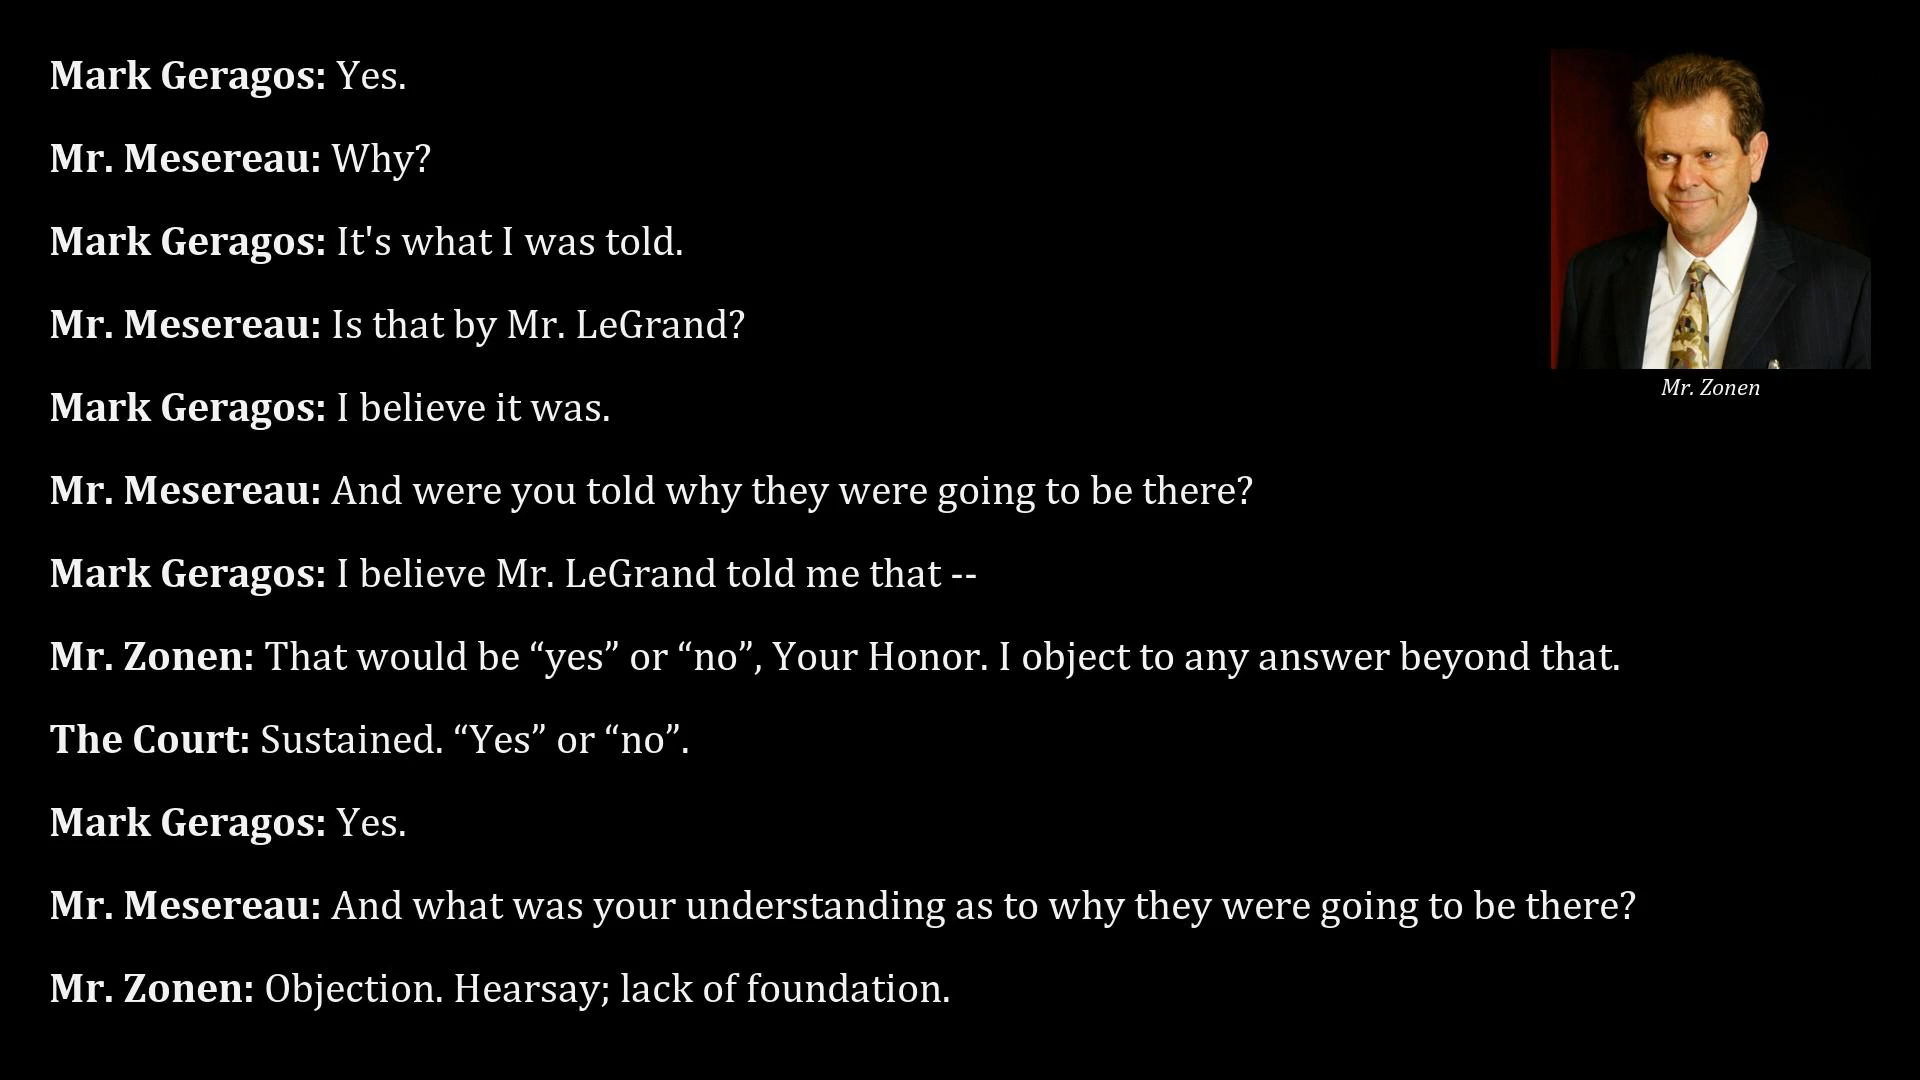 Mark Geragos: Yes.
Mr. Mesereau: Why?
Mark Geragos: It's what I was told.
Mr. Mesereau: Is that by Mr. LeGrand?
Mark Geragos: I believe it was.
Mr. Zonen
Mr. Mesereau: And were you told why they were going to be there?
Mark Geragos: I believe Mr. LeGrand told me that --
Mr. Zonen: That would be “yes” or “no”, Your Honor. I object to any answer beyond that.
The Court: Sustained. “Yes” or “no”.
Mark Geragos: Yes.
Mr. Mesereau: And what was your understanding as to why they were going to be there?
Mr. Zonen: Objection. Hearsay; lack of foundation.